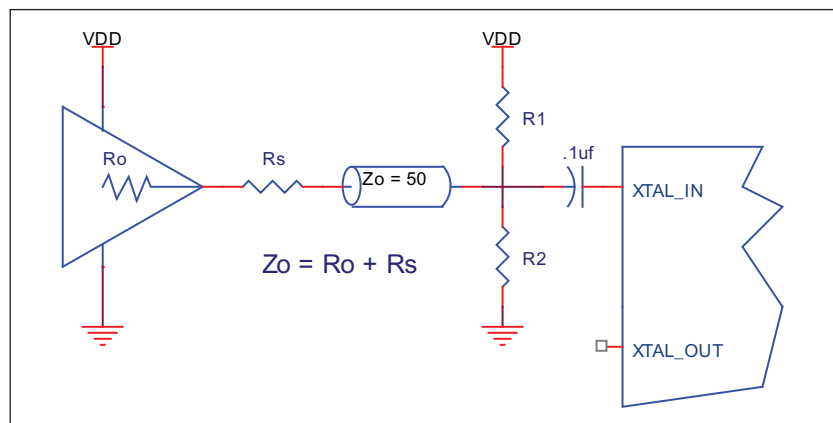 VDD
VDD
R1
.1uf
Ro
Rs
Zo = 50
XTAL_IN
R2
Zo = Ro + Rs
XTAL_OUT